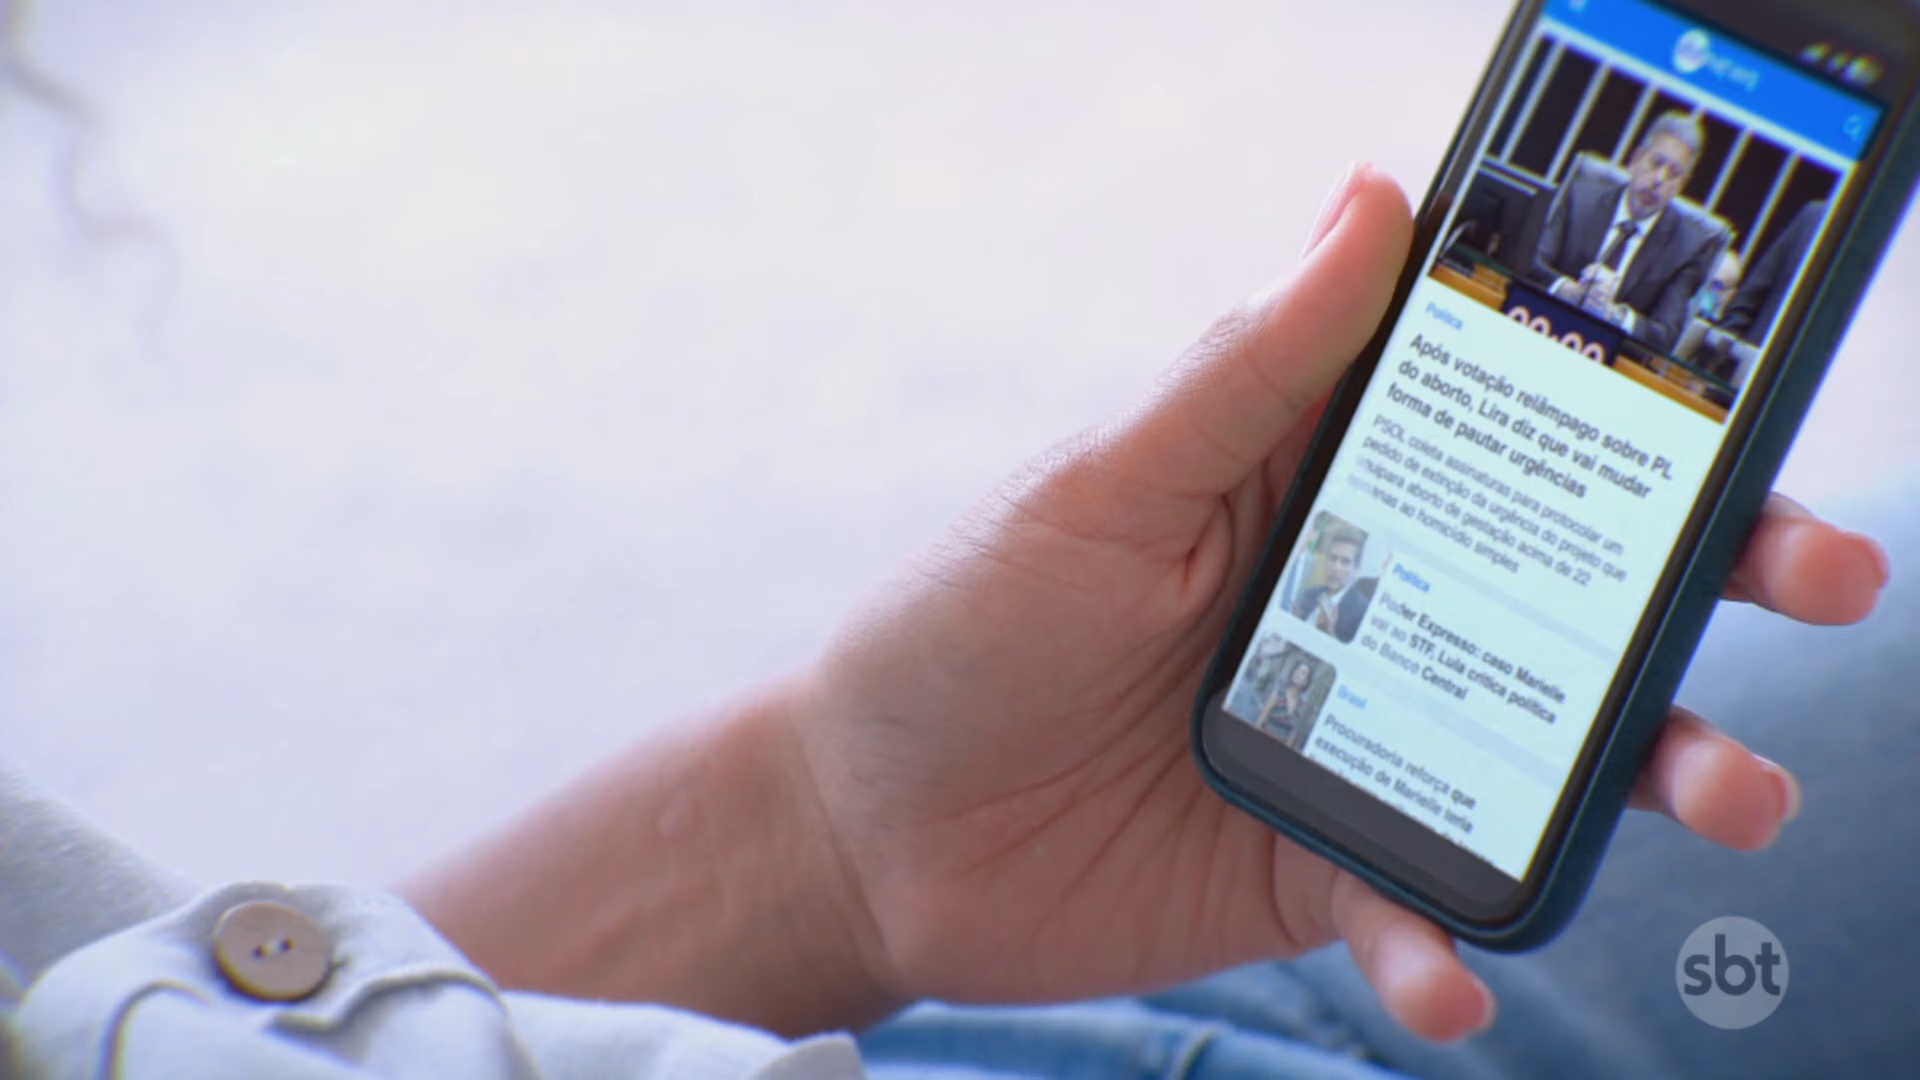 news
00:00
Política
Após votação relâmpago sobre PL
do aborto, Lira diz que vai mudar
forma de pautar urgências
PSOL coleta assinaturas para protocolar um
pedido de extinção da urgência do projeto que
equipara aborto de gestação acima de 22
semanas ao homicídio simples
Política
Poder Expresso: caso Marielle
vai ao STF, Lula critica política
do Banco Central
Brasil
Procuradoria reforça que
execução de Marielle teria
sbt